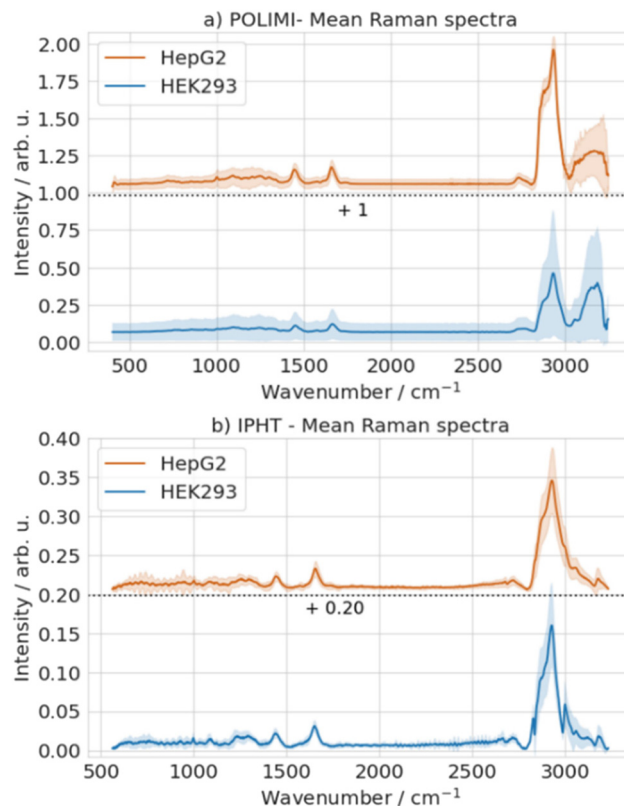 a) POLIMI- Mean Raman spectra
HepG2
HEK293
Intensity / arb. u.
2.00
1.75
1.50
1.25
1.00
0.75
0.50
0.25
0.00
+ 1
500 1000 1500 2000 2500 3000
Wavenumber / cm⁻¹
b) IPHT - Mean Raman spectra
HepG2
HEK293
Intensity / arb. u.
0.40
0.35
0.30
0.25
0.20
0.15
0.10
0.05
0.00
+ 0.20
500 1000 1500 2000 2500 3000
Wavenumber / cm⁻¹